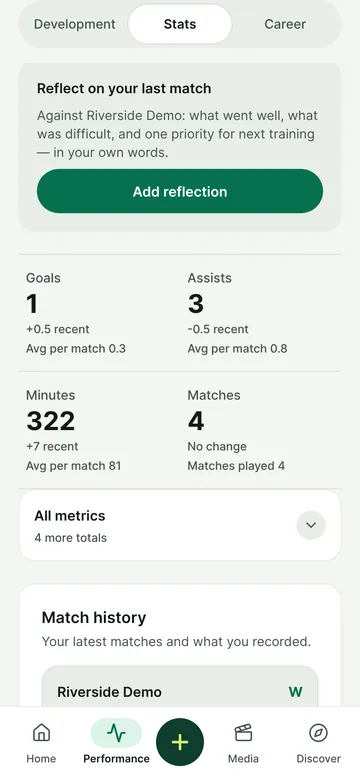 Development
Stats
Career
Reflect on your last match
Against Riverside Demo: what went well, what
was difficult, and one priority for next training
— in your own words.
Add reflection
Goals
1
+0.5 recent
Avg per match 0.3
Assists
3
-0.5 recent
Avg per match 0.8
Minutes
322
+7 recent
Avg per match 81
Matches
4
No change
Matches played 4
All metrics
4 more totals
Match history
Your latest matches and what you recorded.
Riverside Demo
W
Home
Performance
Media
Discover